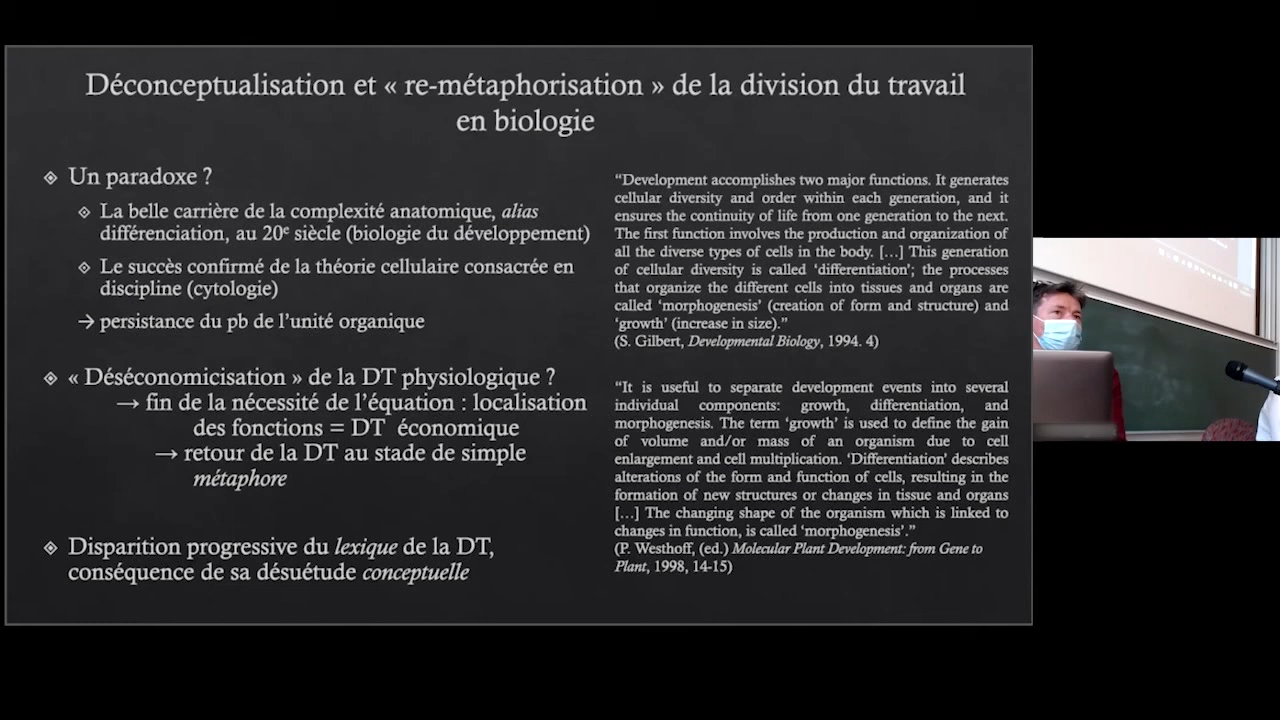 Déconceptualisation et « re-métaphorisation » de la division du travail
en biologie
Un paradoxe ?
La belle carrière de la complexité anatomique, alias
différenciation, au 20e siècle (biologie du développement)
Le succès confirmé de la théorie cellulaire consacrée en
discipline (cytologie)
→ persistance du pb de l’unité organique
« Déséconomicisation » de la DT physiologique ?
→ fin de la nécessité de l’équation : localisation
des fonctions = DT économique
→ retour de la DT au stade de simple
métaphore
Disparition progressive du lexique de la DT,
conséquence de sa désuétude conceptuelle
“Development accomplishes two major functions. It generates
cellular diversity and order within each generation, and it
ensures the continuity of life from one generation to the next.
The first function involves the production and organization of
all the diverse types of cells in the body. […] This generation
of cellular diversity is called ‘differentiation’; the processes
that organize the different cells into tissues and organs are
called ‘morphogenesis’ (creation of form and structure) and
‘growth’ (increase in size).”
(S. Gilbert, Developmental Biology, 1994. 4)
“It is useful to separate development events into several
individual components: growth, differentiation, and
morphogenesis. The term ‘growth’ is used to define the gain
of volume and/or mass of an organism due to cell
enlargement and cell multiplication. ‘Differentiation’ describes
alterations of the form and function of cells, resulting in the
formation of new structures or changes in tissue and organs
[…] The changing shape of the organism which is linked to
changes in function, is called ‘morphogenesis’.”
(P. Westhoff, (ed.) Molecular Plant Development: from Gene to
Plant, 1998, 14-15)